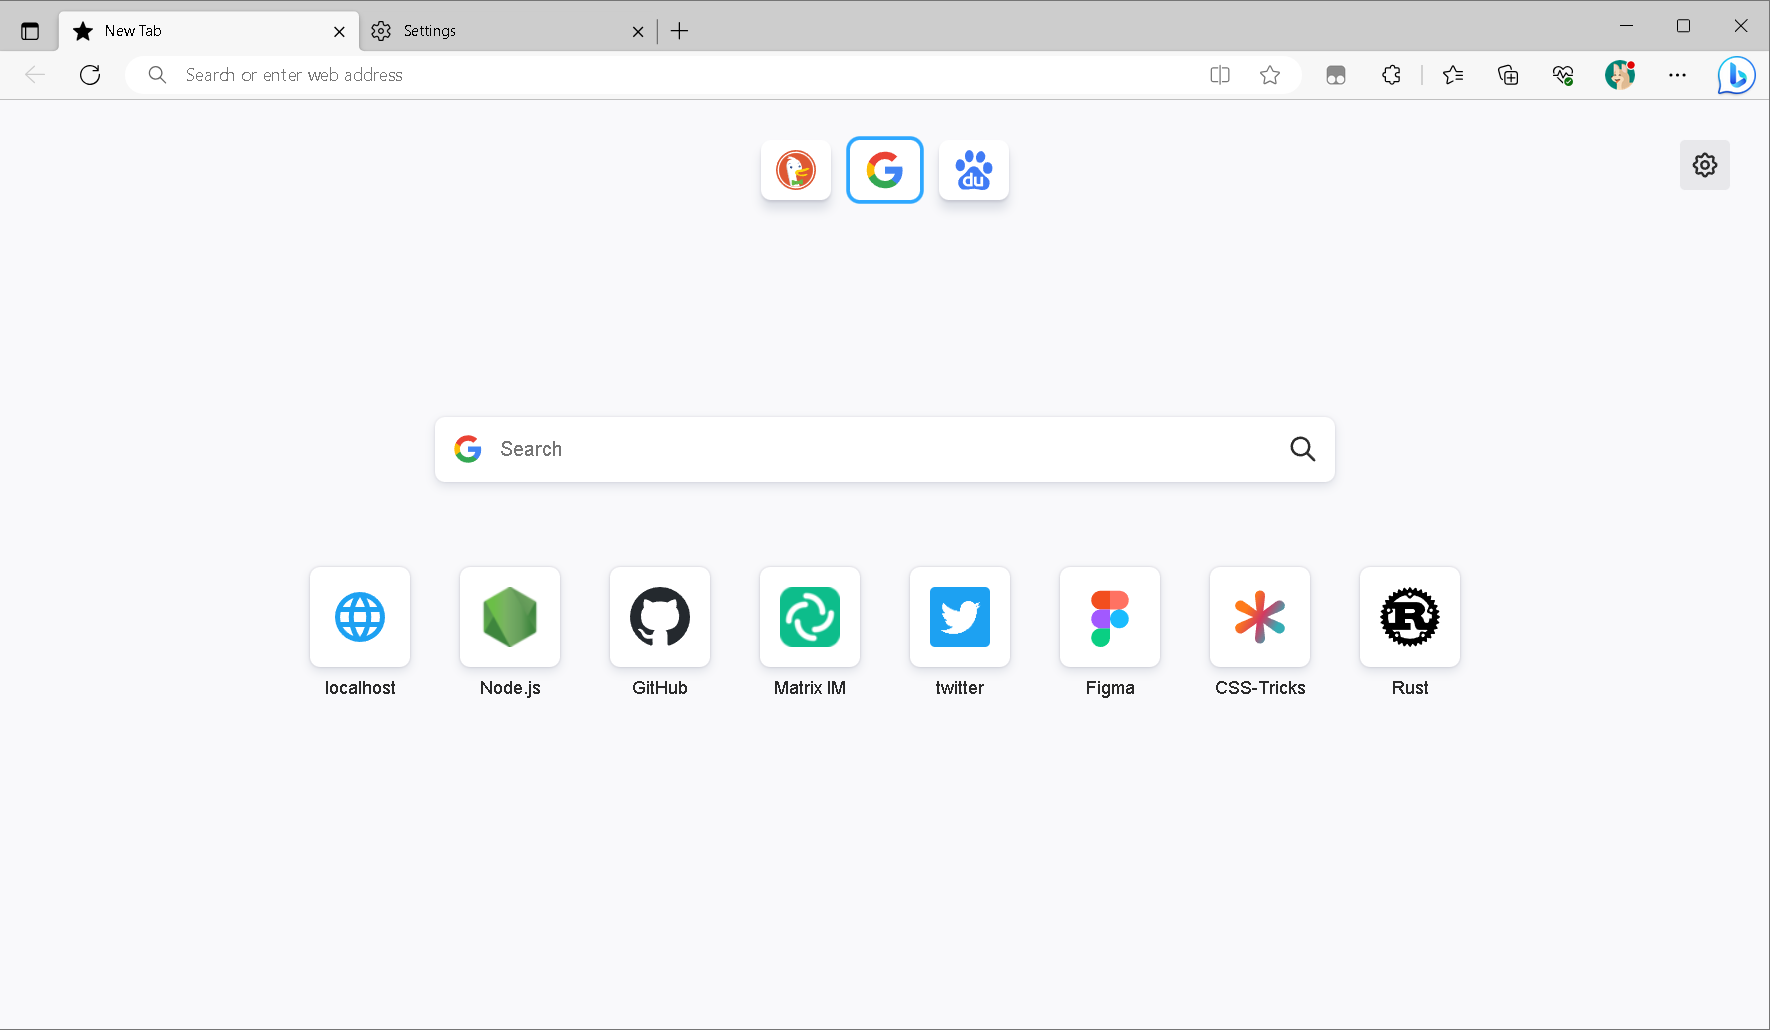 New Tab
Settings
Search or enter web address
du
Search
localhost
Node.js
GitHub
Matrix IM
twitter
Figma
CSS-Tricks
Rust